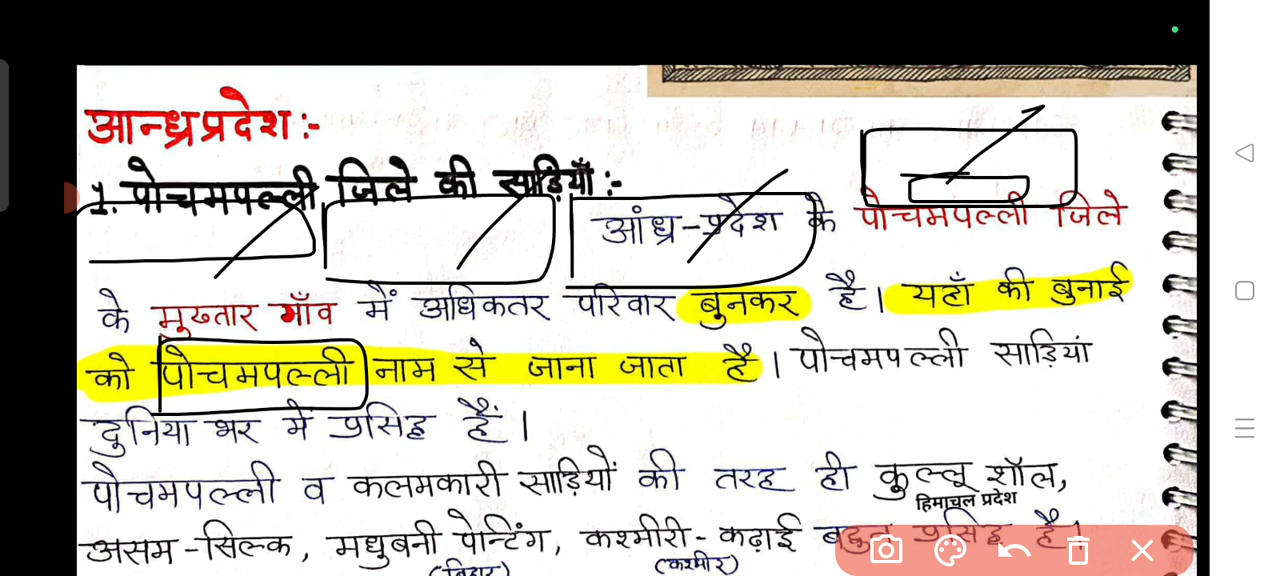 आन्ध्रप्रदेश:-
1. पोचमपल्ली जिले की साड़ियाँ:-
आंध्र-प्रदेश के पोचमपल्ली जिले
के मुख्तार गाँव में अधिकतर परिवार बुनकर है। यहाँ की बुनाई
को पोचमपल्ली नाम से जाना जाता है। पोचमपल्ली साड़ियां
दुनिया भर में प्रसिद्ध हैं।
पोचमपल्ली व कलमकारी साड़ियों की तरह ही कुल्लू शॉल,
हिमाचल प्रदेश
असम-सिल्क, मधुबनी पेन्टिंग, कश्मीरी-कढ़ाई बहुत प्रसिद्ध है।
(बिहार) (कश्मीर)